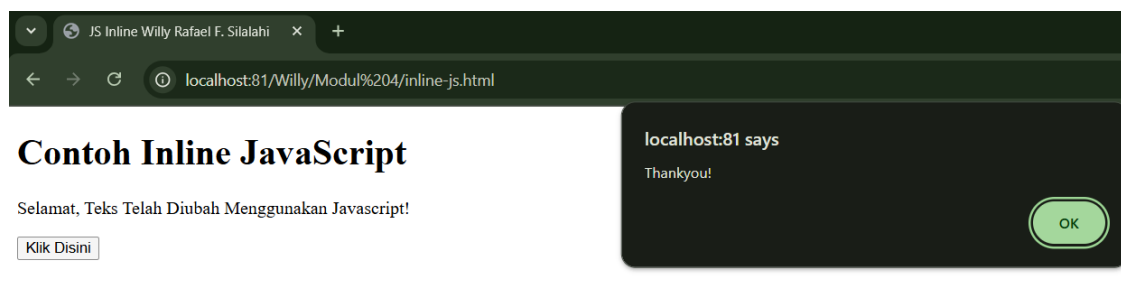 JS Inline Willy Rafael F. Silalahi
localhost:81/Willy/Modul%204/inline-js.html
Contoh Inline JavaScript
Selamat, Teks Telah Diubah Menggunakan Javascript!
Klik Disini
localhost:81 says
Thankyou!
OK